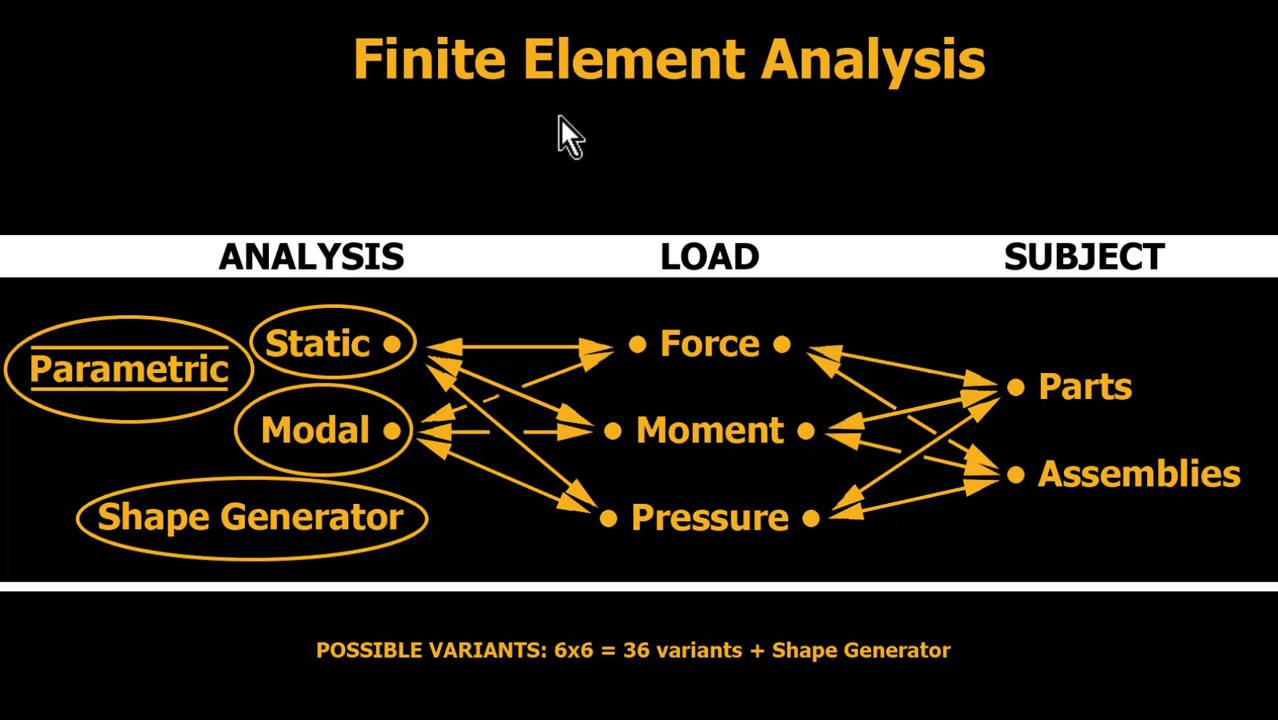 Finite Element Analysis
ANALYSIS LOAD SUBJECT
Static • • Force •
Parametric
• Parts
Modal • • Moment •
• Assemblies
Shape Generator • Pressure •
POSSIBLE VARIANTS: 6x6 = 36 variants + Shape Generator